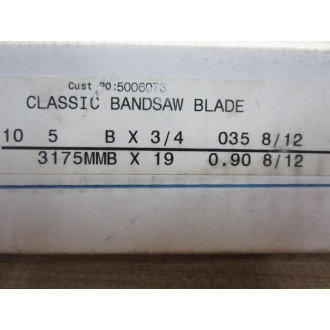 Cust PO:5006073
CLASSIC BANDSAW BLADE
10 5 B X 3/4 035 8/12
3175MMB X 19 0.90 8/12